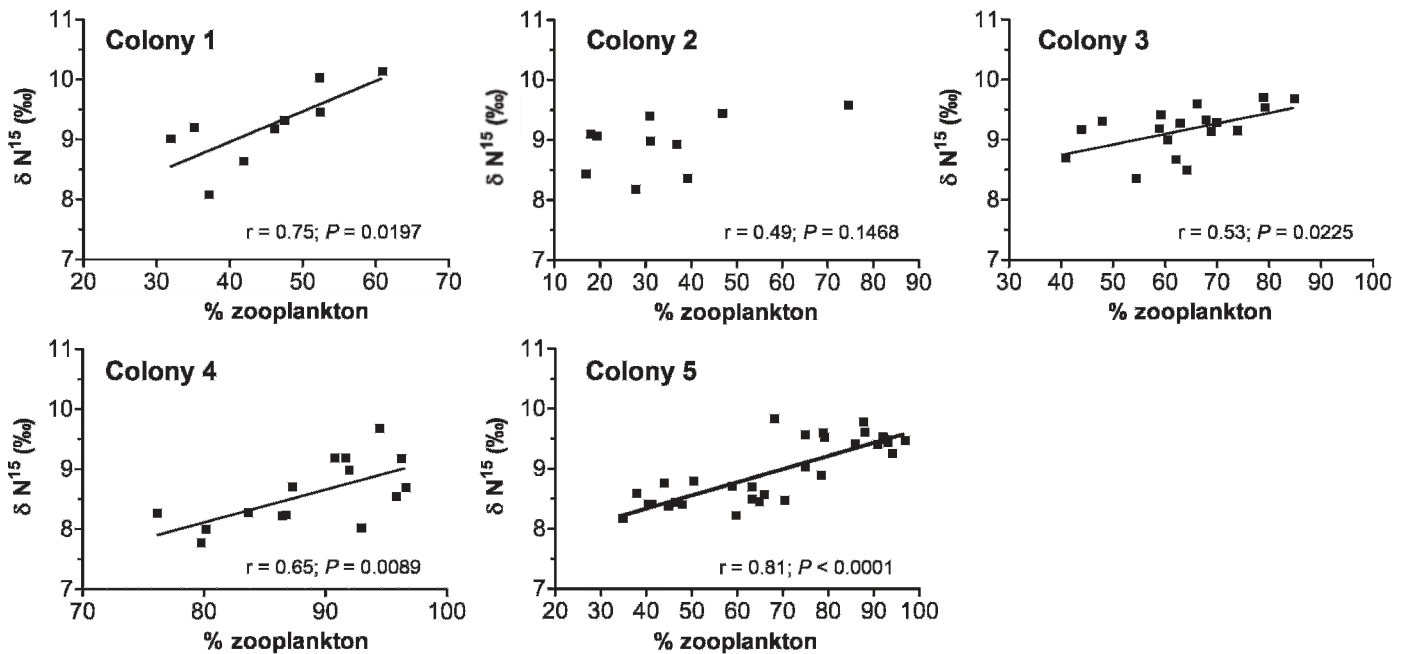 Colony 1
11
10
9
8
7
δ N¹⁵ (‰)
r = 0.75; P = 0.0197
20 30 40 50 60 70
% zooplankton
Colony 2
11
10
9
8
7
δ N¹⁵ (‰)
r = 0.49; P = 0.1468
10 20 30 40 50 60 70 80 90
% zooplankton
Colony 3
11
10
9
8
7
δ N¹⁵ (‰)
r = 0.53; P = 0.0225
30 40 50 60 70 80 90 100
% zooplankton
Colony 4
11
10
9
8
7
δ N¹⁵ (‰)
r = 0.65; P = 0.0089
70 80 90 100
% zooplankton
Colony 5
11
10
9
8
7
δ N¹⁵ (‰)
r = 0.81; P < 0.0001
20 30 40 50 60 70 80 90 100
% zooplankton